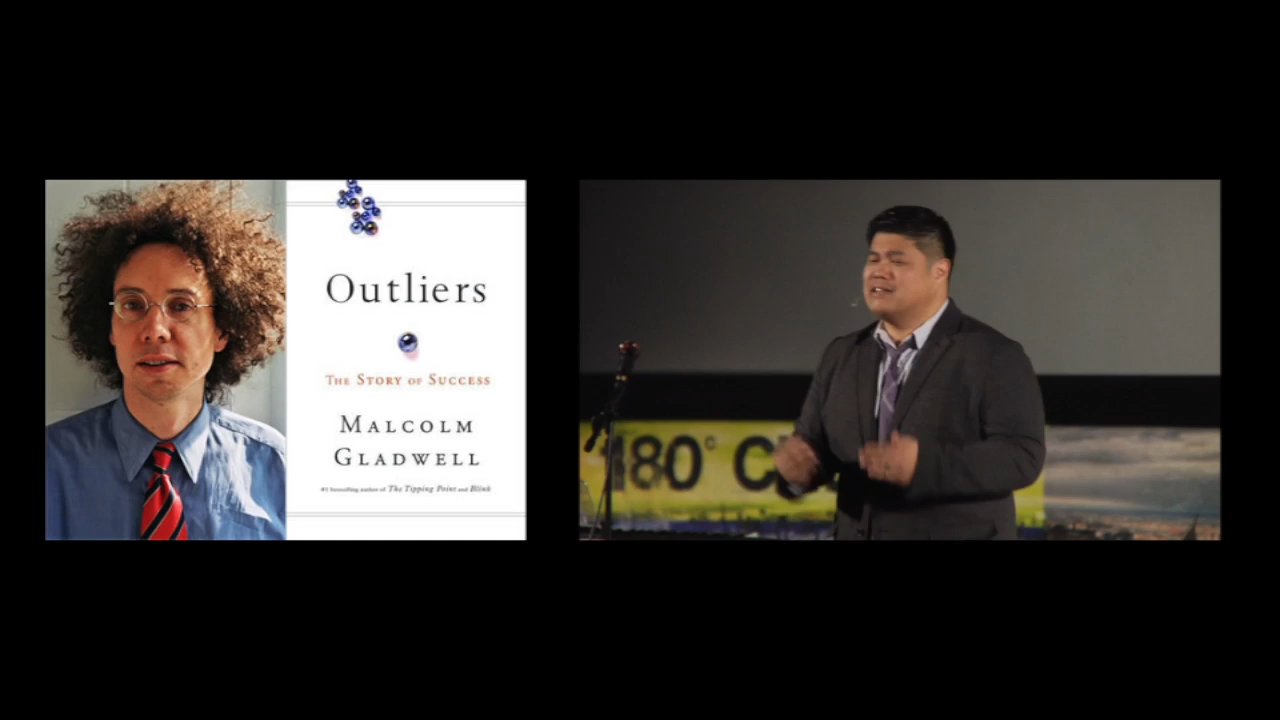 Outliers
THE STORY OF SUCCESS
MALCOLM
GLADWELL
#1 bestselling author of The Tipping Point and Blink
180° C